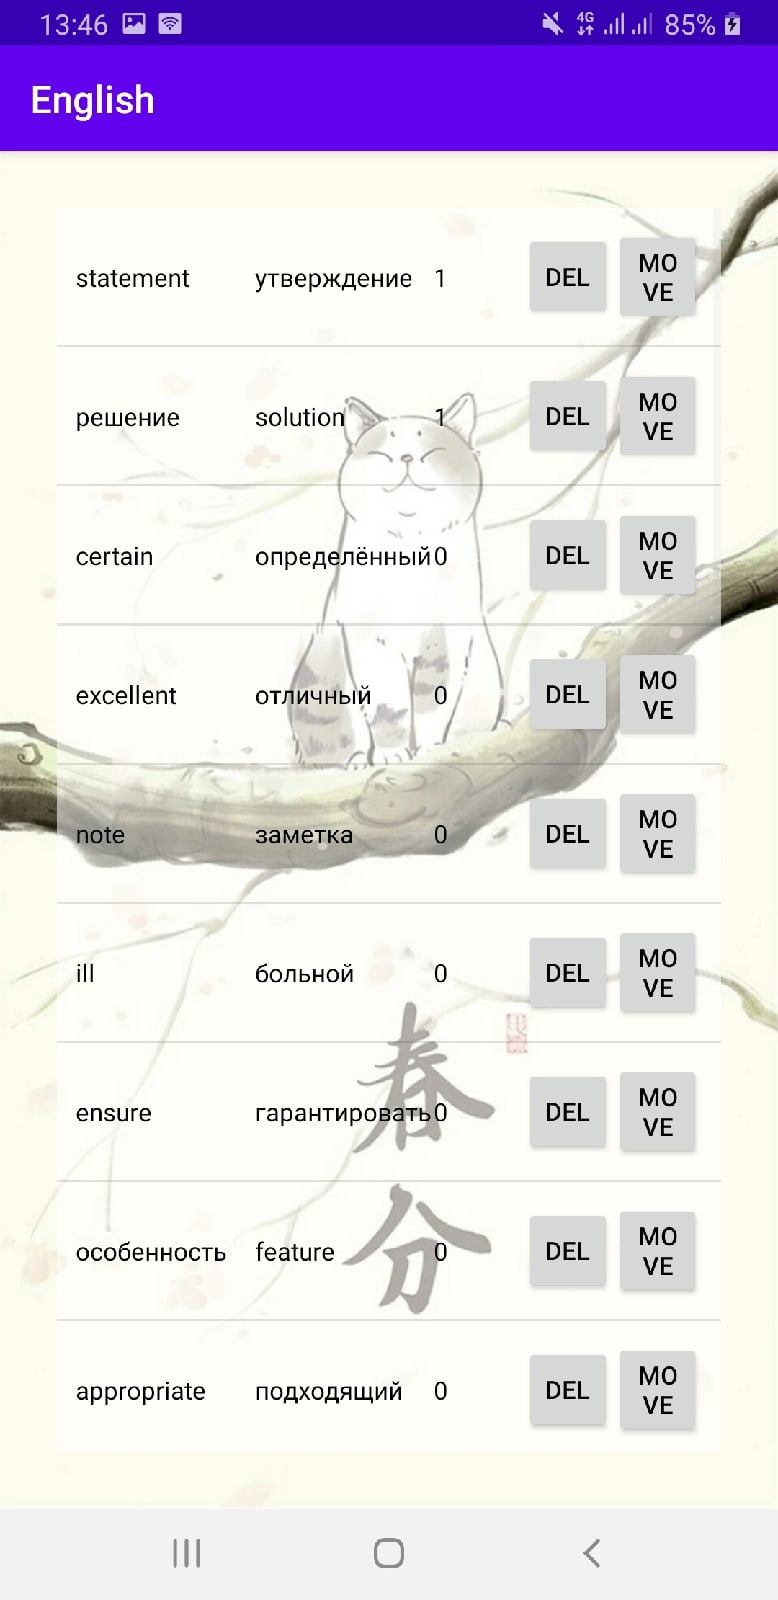 13:46 4G 85%
English
statement утверждение 1 DEL MO
VE
решение solution 1 DEL MO
VE
certain определённый 0 DEL MO
VE
excellent отличный 0 DEL MO
VE
note заметка 0 DEL MO
VE
ill больной 0 DEL MO
VE
ensure гарантировать 0 DEL MO
VE
春
особенность feature 0 DEL MO
VE
分
appropriate подходящий 0 DEL MO
VE